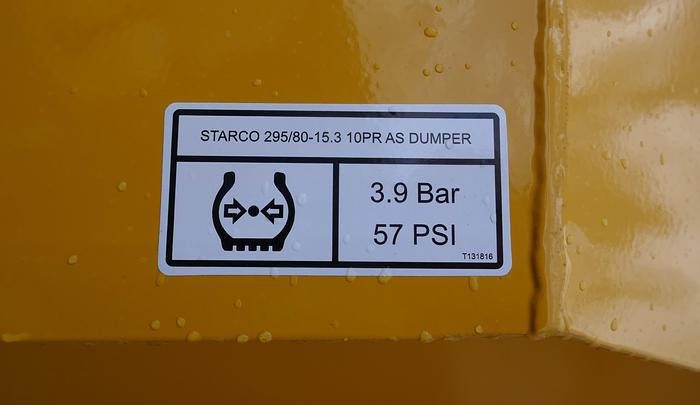 STARCO 295/80-15.3 10PR AS DUMPER
3.9 Bar
57 PSI
T131816